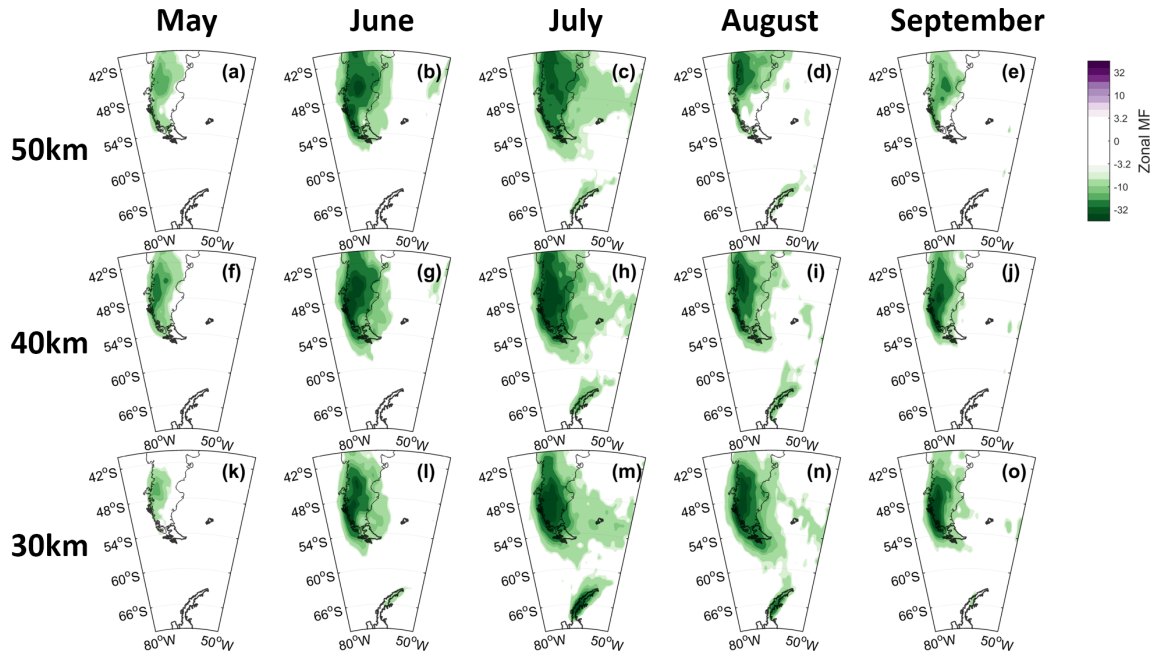 May June July August September
50km
(a) (b) (c) (d) (e)
42°S 42°S 42°S 42°S 42°S
48°S 48°S 48°S 48°S 48°S
54°S 54°S 54°S 54°S 54°S
60°S 60°S 60°S 60°S 60°S
66°S 66°S 66°S 66°S 66°S
80°W 50°W 80°W 50°W 80°W 50°W 80°W 50°W 80°W 50°W
32
10
3.2
0
-3.2
-10
-32
Zonal MF
40km
(f) (g) (h) (i) (j)
42°S 42°S 42°S 42°S 42°S
48°S 48°S 48°S 48°S 48°S
54°S 54°S 54°S 54°S 54°S
60°S 60°S 60°S 60°S 60°S
66°S 66°S 66°S 66°S 66°S
80°W 50°W 80°W 50°W 80°W 50°W 80°W 50°W 80°W 50°W
30km
(k) (l) (m) (n) (o)
42°S 42°S 42°S 42°S 42°S
48°S 48°S 48°S 48°S 48°S
54°S 54°S 54°S 54°S 54°S
60°S 60°S 60°S 60°S 60°S
66°S 66°S 66°S 66°S 66°S
80°W 50°W 80°W 50°W 80°W 50°W 80°W 50°W 80°W 50°W